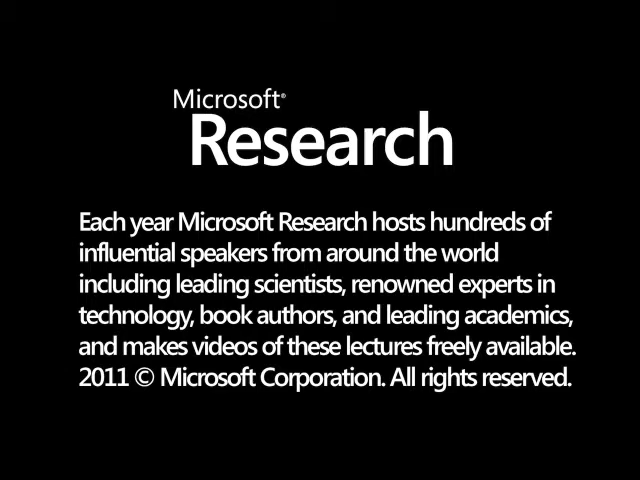 Microsoft®
Research
Each year Microsoft Research hosts hundreds of
influential speakers from around the world
including leading scientists, renowned experts in
technology, book authors, and leading academics,
and makes videos of these lectures freely available.
2011 © Microsoft Corporation. All rights reserved.